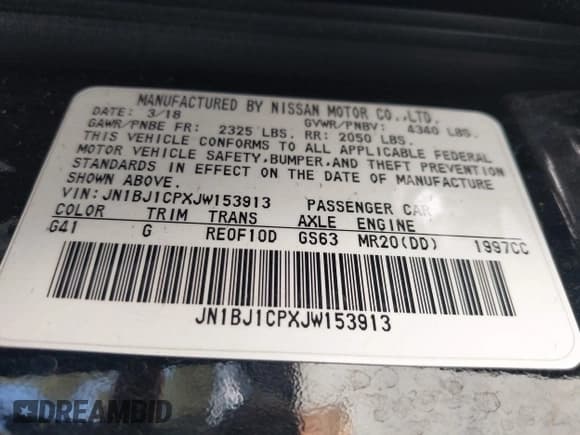 MANUFACTURED BY NISSAN MOTOR CO.,LTD.
DATE: 3/18 GVWR/PNBV: 4340 LBS.
GAWR/PNBE FR: 2325 LBS. RR: 2050 LBS.
THIS VEHICLE CONFORMS TO ALL APPLICABLE FEDERAL
MOTOR VEHICLE SAFETY,BUMPER,AND THEFT PREVENTION
STANDARDS IN EFFECT ON THE DATE OF MANUFACTURE
SHOWN ABOVE.
VIN: JN1BJ1CPXJW153913 PASSENGER CAR
COLOR TRIM TRANS AXLE ENGINE
G41 G RE0F10D GS63 MR20(DD) 1997CC
JN1BJ1CPXJW153913
DREAMBID